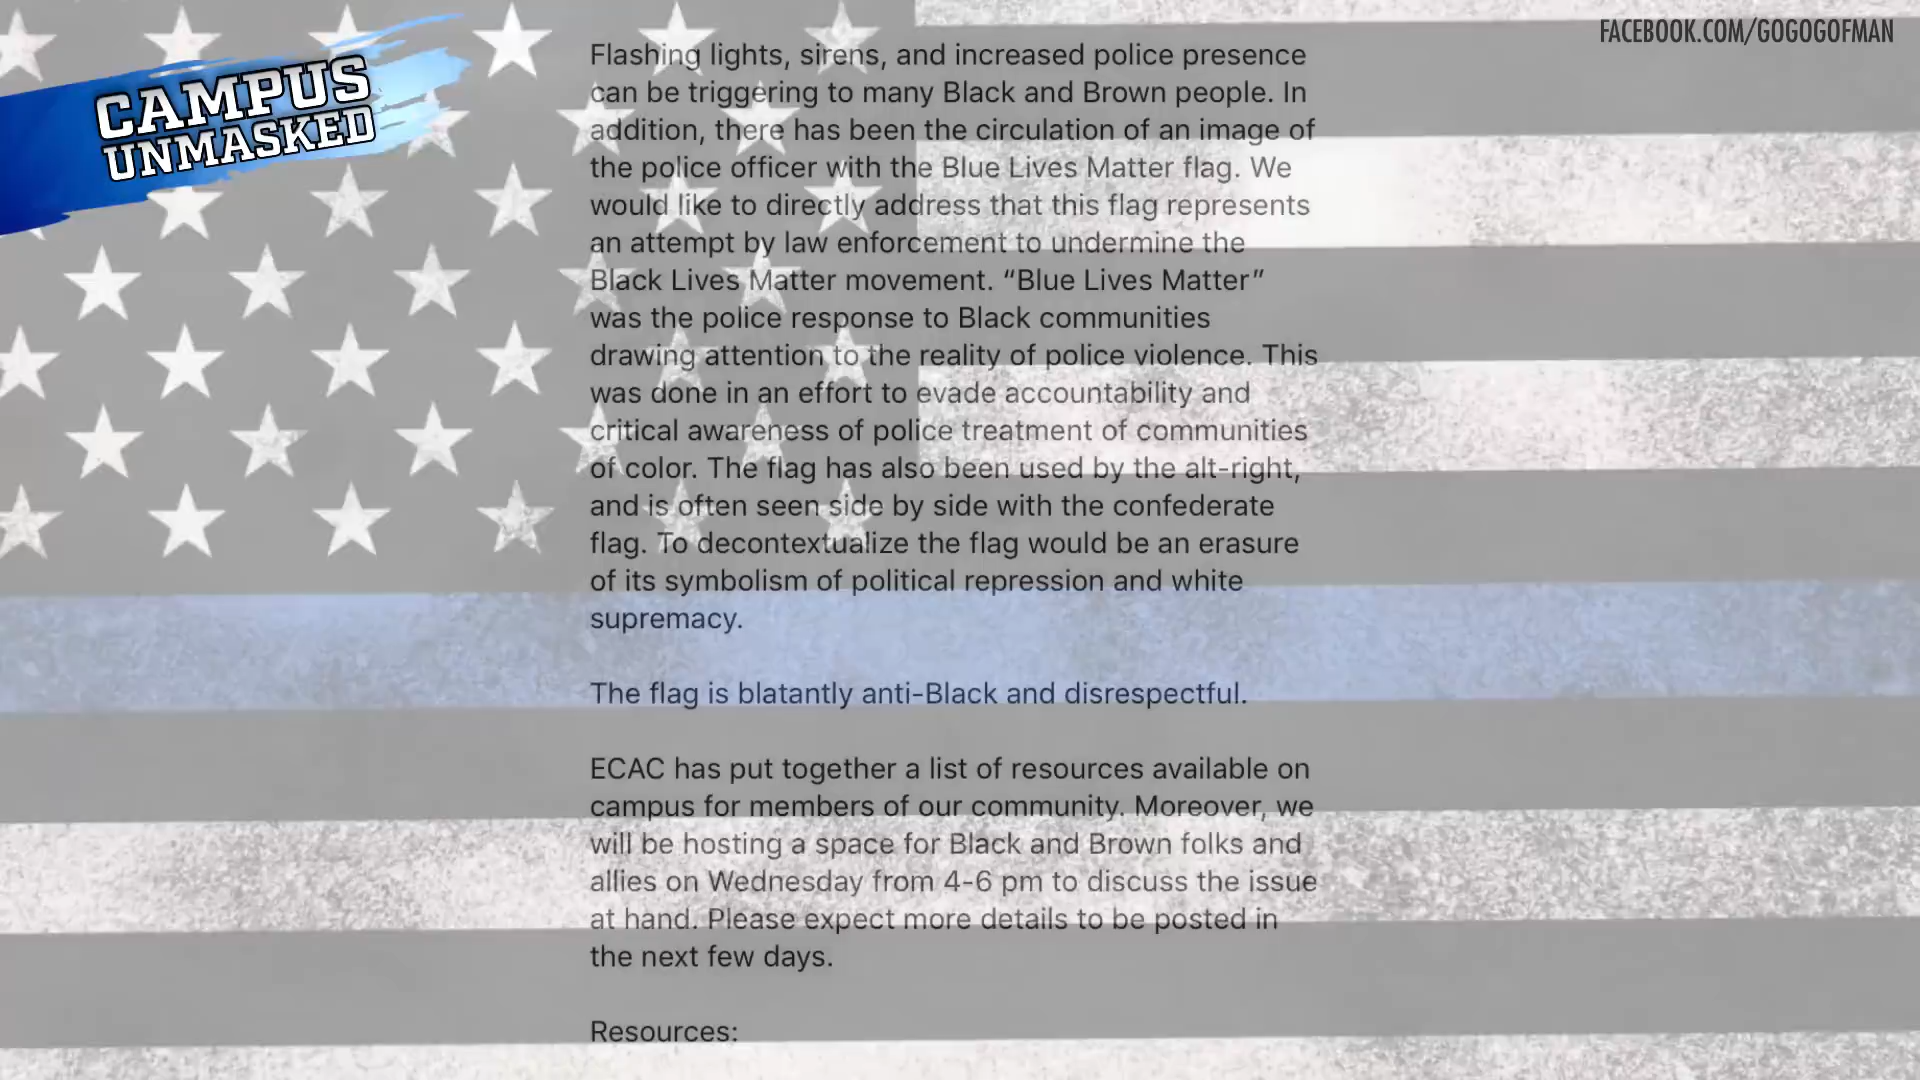 FACEBOOK.COM/GOGOGOFMAN
CAMPUS
UNMASKED
Flashing lights, sirens, and increased police presence
can be triggering to many Black and Brown people. In
addition, there has been the circulation of an image of
the police officer with the Blue Lives Matter flag. We
would like to directly address that this flag represents
an attempt by law enforcement to undermine the
Black Lives Matter movement. “Blue Lives Matter”
was the police response to Black communities
drawing attention to the reality of police violence. This
was done in an effort to evade accountability and
critical awareness of police treatment of communities
of color. The flag has also been used by the alt-right,
and is often seen side by side with the confederate
flag. To decontextualize the flag would be an erasure
of its symbolism of political repression and white
supremacy.
The flag is blatantly anti-Black and disrespectful.
ECAC has put together a list of resources available on
campus for members of our community. Moreover, we
will be hosting a space for Black and Brown folks and
allies on Wednesday from 4-6 pm to discuss the issue
at hand. Please expect more details to be posted in
the next few days.
Resources: